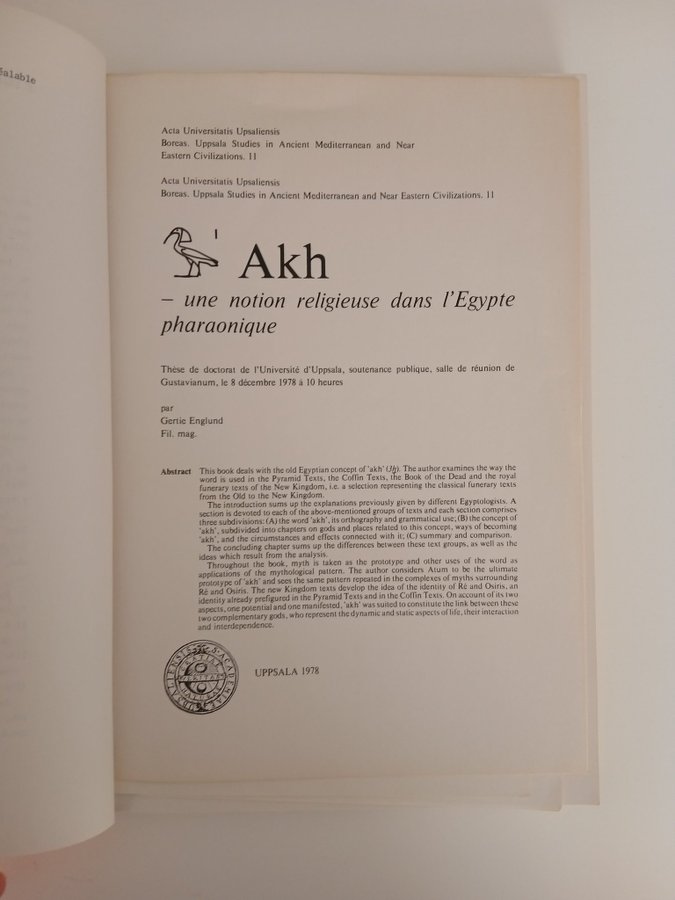 éalable
Acta Universitatis Upsaliensis
Boreas. Uppsala Studies in Ancient Mediterranean and Near
Eastern Civilizations. 11
Acta Universitatis Upsaliensis
Boreas. Uppsala Studies in Ancient Mediterranean and Near Eastern Civilizations. 11
Akh
– une notion religieuse dans l'Egypte
pharaonique
Thèse de doctorat de l'Université d'Uppsala, soutenance publique, salle de réunion de
Gustavianum, le 8 décembre 1978 à 10 heures
par
Gertie Englund
Fil. mag.
Abstract This book deals with the old Egyptian concept of 'akh' (3ḫ). The author examines the way the
word is used in the Pyramid Texts, the Coffin Texts, the Book of the Dead and the royal
funerary texts of the New Kingdom, i.e. a selection representing the classical funerary texts
from the Old to the New Kingdom.
The introduction sums up the explanations previously given by different Egyptologists. A
section is devoted to each of the above-mentioned groups of texts and each section comprises
three subdivisions: (A) the word 'akh', its orthography and grammatical use; (B) the concept of
'akh', subdivided into chapters on gods and places related to this concept, ways of becoming
'akh', and the circumstances and effects connected with it; (C) summary and comparison.
The concluding chapter sums up the differences between these text groups, as well as the
ideas which result from the analysis.
Throughout the book, myth is taken as the prototype and other uses of the word as
applications of the mythological pattern. The author considers Atum to be the ultimate
prototype of 'akh' and sees the same pattern repeated in the complexes of myths surrounding
Rê and Osiris. The new Kingdom texts develop the idea of the identity of Rê and Osiris, an
identity already prefigured in the Pyramid Texts and in the Coffin Texts. On account of its two
aspects, one potential and one manifested, 'akh' was suited to constitute the link between these
two complementary gods, who represent the dynamic and static aspects of life, their interaction
and interdependence.
UPPSALA 1978